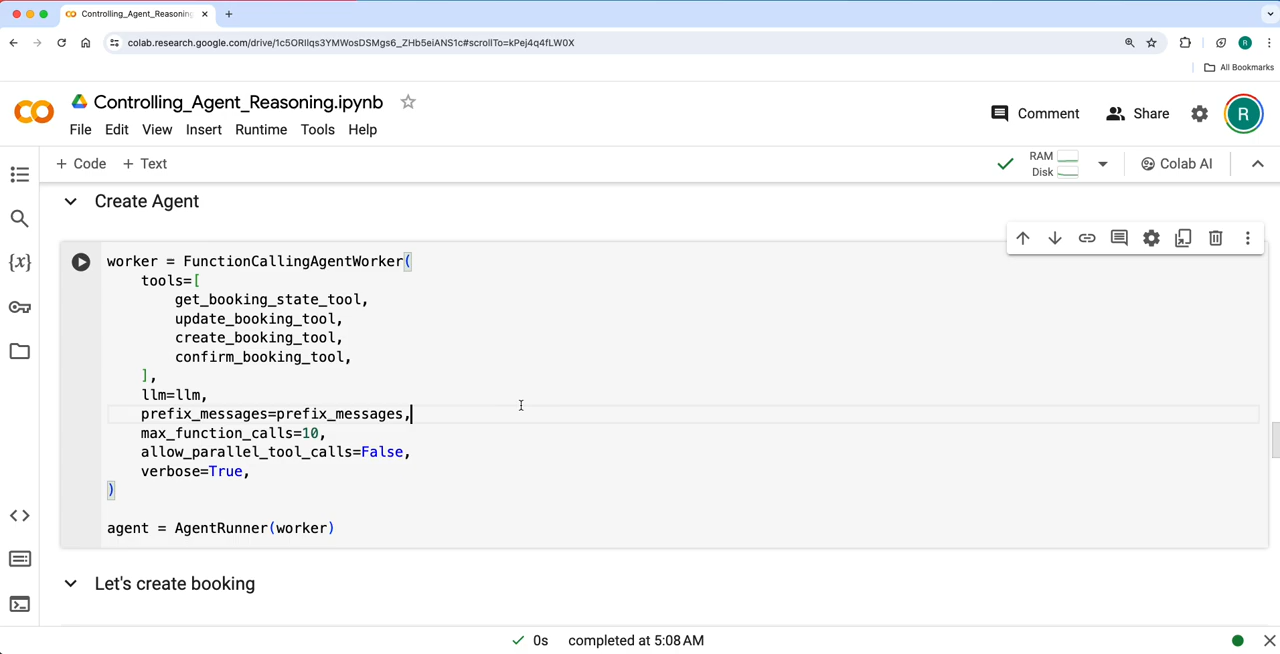 Controlling_Agent_Reasoning
colab.research.google.com/drive/1c5ORIlqs3YMWosDSMgs6_ZHb5eiANS1c#scrollTo=kPej4q4fLW0X
R
All Bookmarks
Controlling_Agent_Reasoning.ipynb
File Edit View Insert Runtime Tools Help
Comment
Share
R
+ Code + Text
RAM
Disk
Colab AI
Create Agent
worker = FunctionCallingAgentWorker(
tools=[
get_booking_state_tool,
update_booking_tool,
create_booking_tool,
confirm_booking_tool,
],
llm=llm,
prefix_messages=prefix_messages,
max_function_calls=10,
allow_parallel_tool_calls=False,
verbose=True,
)
agent = AgentRunner(worker)
Let's create booking
0s completed at 5:08 AM